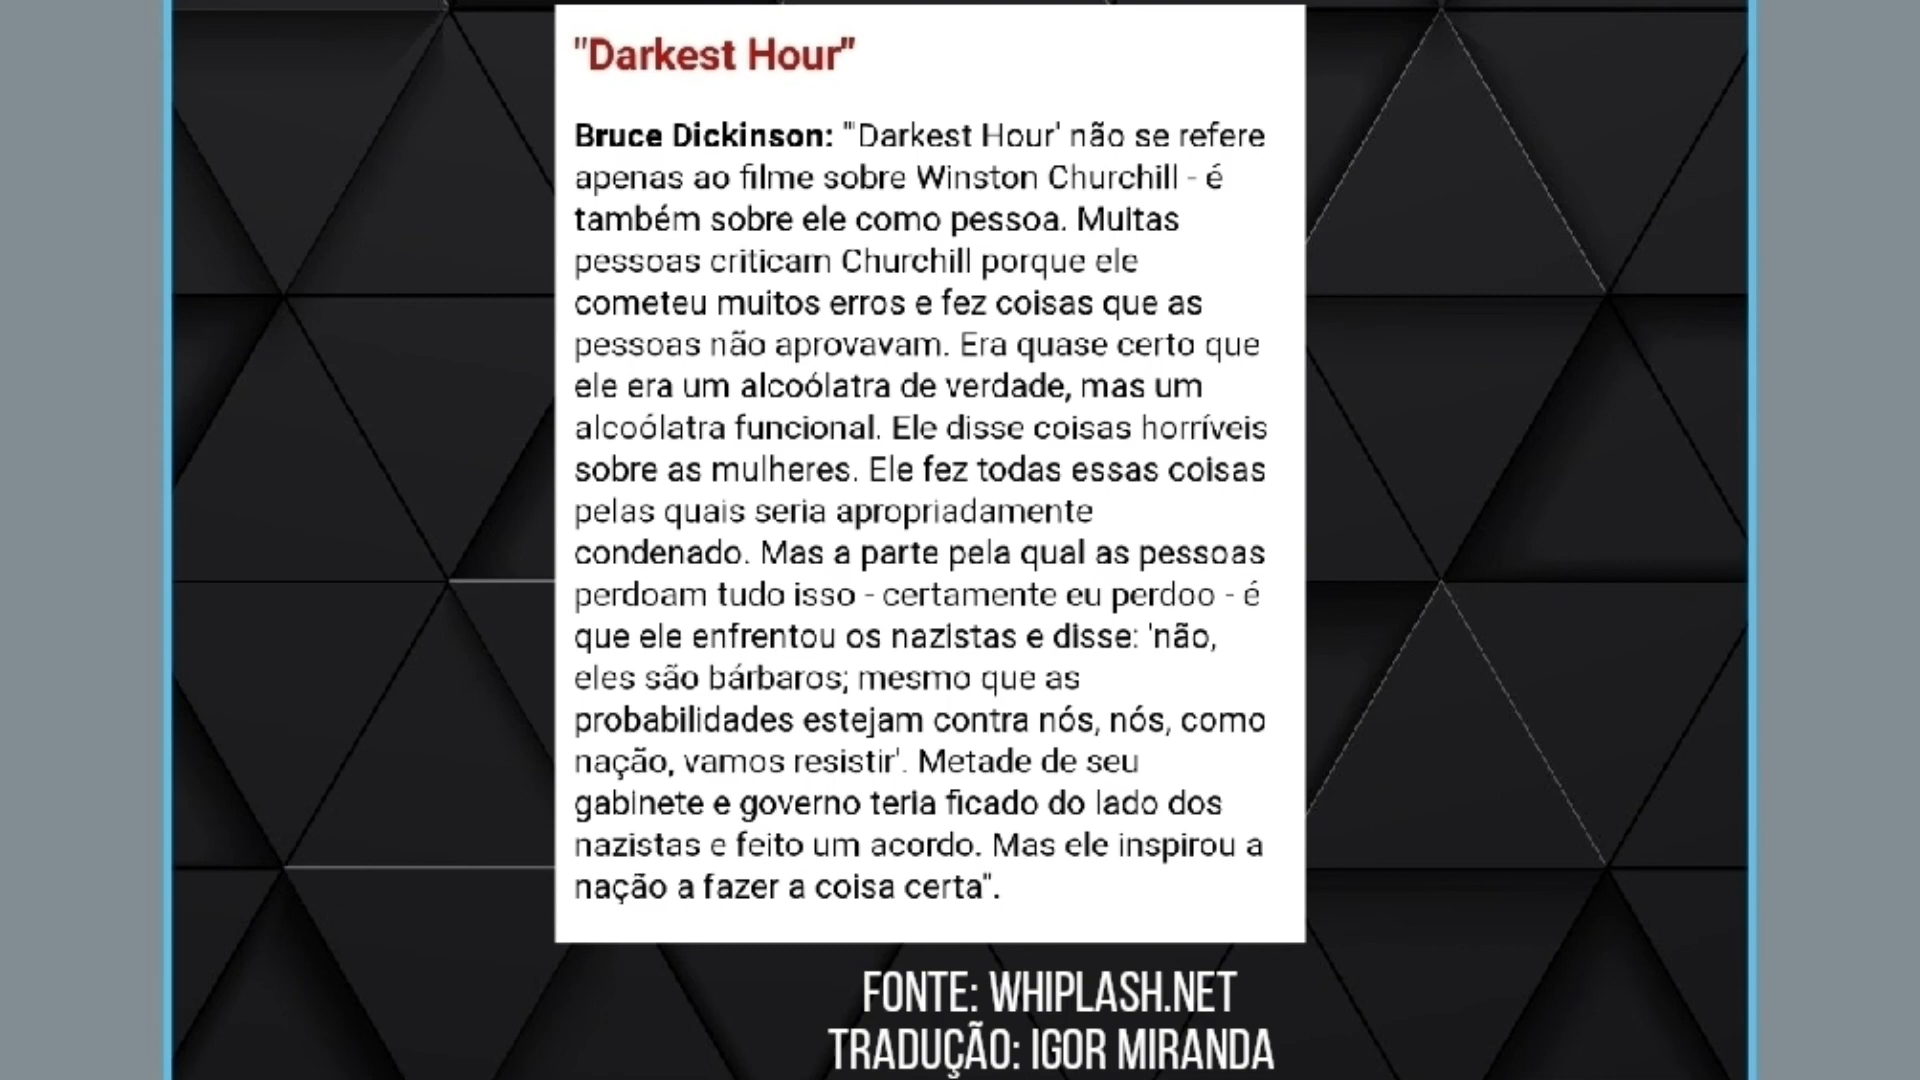 "Darkest Hour"
Bruce Dickinson: "'Darkest Hour' não se refere
apenas ao filme sobre Winston Churchill - é
também sobre ele como pessoa. Muitas
pessoas criticam Churchill porque ele
cometeu muitos erros e fez coisas que as
pessoas não aprovavam. Era quase certo que
ele era um alcoólatra de verdade, mas um
alcoólatra funcional. Ele disse coisas horríveis
sobre as mulheres. Ele fez todas essas coisas
pelas quais seria apropriadamente
condenado. Mas a parte pela qual as pessoas
perdoam tudo isso - certamente eu perdoo - é
que ele enfrentou os nazistas e disse: 'não,
eles são bárbaros; mesmo que as
probabilidades estejam contra nós, nós, como
nação, vamos resistir'. Metade de seu
gabinete e governo teria ficado do lado dos
nazistas e feito um acordo. Mas ele inspirou a
nação a fazer a coisa certa".
FONTE: WHIPLASH.NET
TRADUÇÃO: IGOR MIRANDA